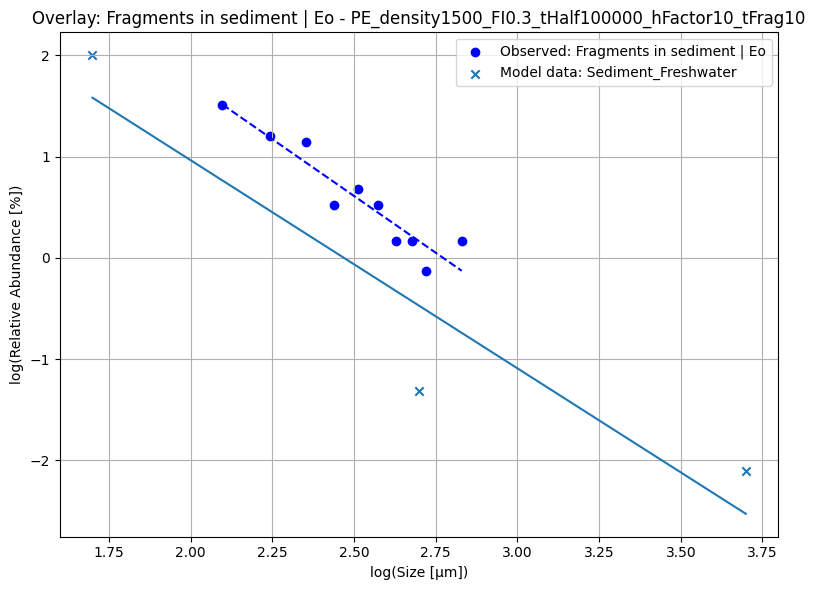 Overlay: Fragments in sediment | Eo - PE_density1500_FI0.3_tHalf100000_hFactor10_tFrag10
Observed: Fragments in sediment | Eo
Model data: Sediment_Freshwater
log(Relative Abundance [%])
2
1
0
−1
−2
1.75
2.00
2.25
2.50
2.75
3.00
3.25
3.50
3.75
log(Size [µm])